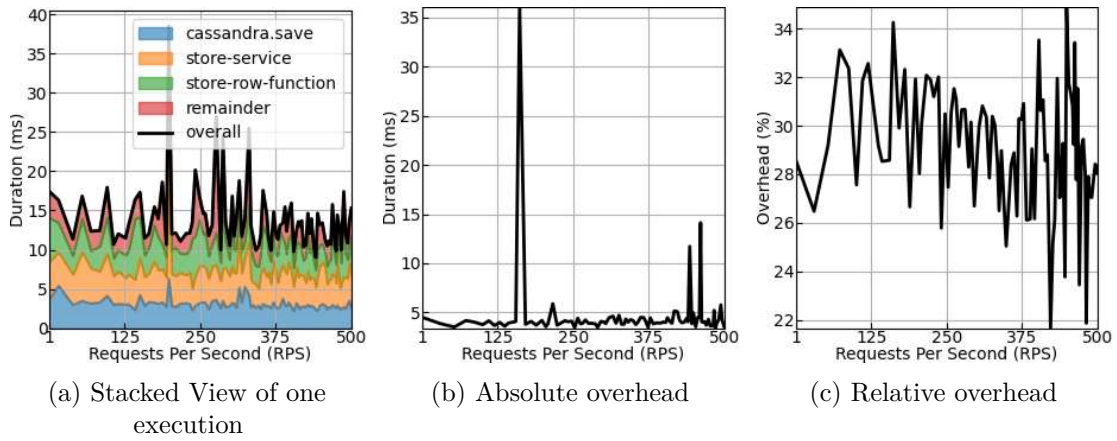 40
35
30
25
20
15
10
5
0
Duration (ms)
cassandra.save
store-service
store-row-function
remainder
overall
1 125 250 375 500
Requests Per Second (RPS)
(a) Stacked View of one
execution
35
30
25
20
15
10
5
Duration (ms)
1 125 250 375 500
Requests Per Second (RPS)
(b) Absolute overhead
34
32
30
28
26
24
22
Overhead (%)
1 125 250 375 500
Requests Per Second (RPS)
(c) Relative overhead